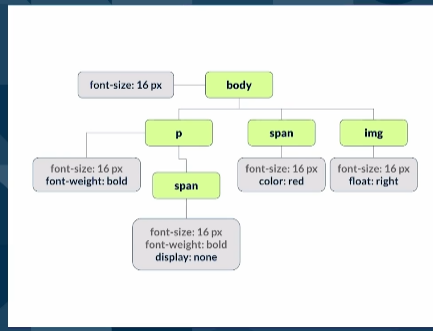 font-size: 16 px
body
p
span
img
font-size: 16 px
font-weight: bold
span
font-size: 16 px
color: red
font-size: 16 px
float: right
font-size: 16 px
font-weight: bold
display: none